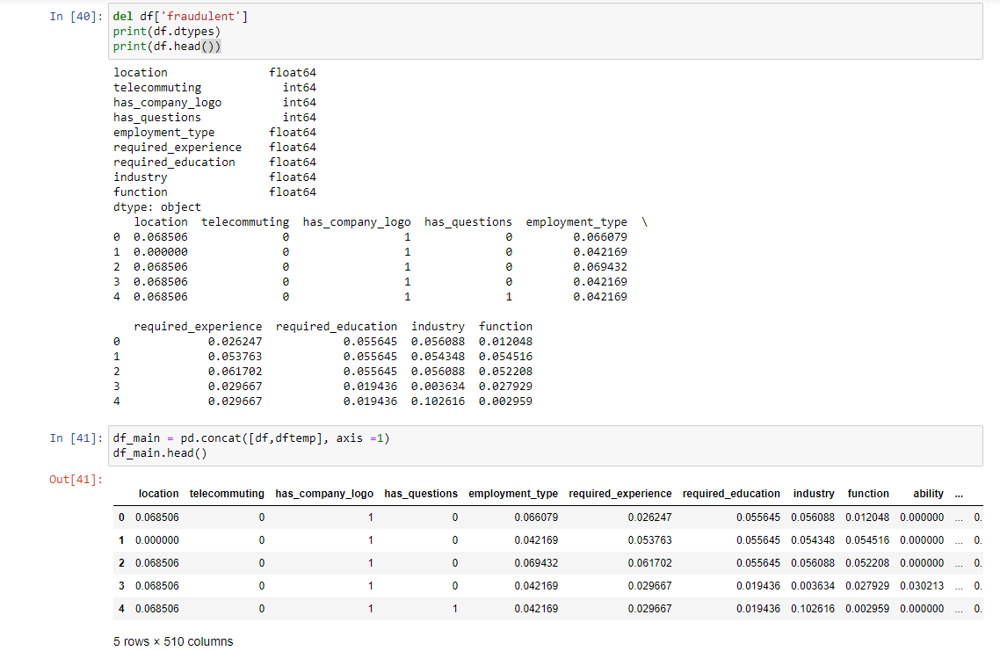 In [40]: del df['fraudulent']
print(df.dtypes)
print(df.head())
location float64
telecommuting int64
has_company_logo int64
has_questions int64
employment_type float64
required_experience float64
required_education float64
industry float64
function float64
dtype: object
location telecommuting has_company_logo has_questions employment_type \
0 0.068506 0 1 0 0.066079
1 0.000000 0 1 0 0.042169
2 0.068506 0 1 0 0.069432
3 0.068506 0 1 0 0.042169
4 0.068506 0 1 1 0.042169
required_experience required_education industry function
0 0.026247 0.055645 0.056088 0.012048
1 0.053763 0.055645 0.054348 0.054516
2 0.061702 0.055645 0.056088 0.052208
3 0.029667 0.019436 0.003634 0.027929
4 0.029667 0.019436 0.102616 0.002959
In [41]: df_main = pd.concat([df,dftemp], axis =1)
df_main.head()
Out[41]:
location telecommuting has_company_logo has_questions employment_type required_experience required_education industry function ability ...
0 0.068506 0 1 0 0.066079 0.026247 0.055645 0.056088 0.012048 0.000000 ... 0.
1 0.000000 0 1 0 0.042169 0.053763 0.055645 0.054348 0.054516 0.000000 ... 0.
2 0.068506 0 1 0 0.069432 0.061702 0.055645 0.056088 0.052208 0.000000 ... 0.
3 0.068506 0 1 0 0.042169 0.029667 0.019436 0.003634 0.027929 0.030213 ... 0.
4 0.068506 0 1 1 0.042169 0.029667 0.019436 0.102616 0.002959 0.000000 ... 0.
5 rows × 510 columns